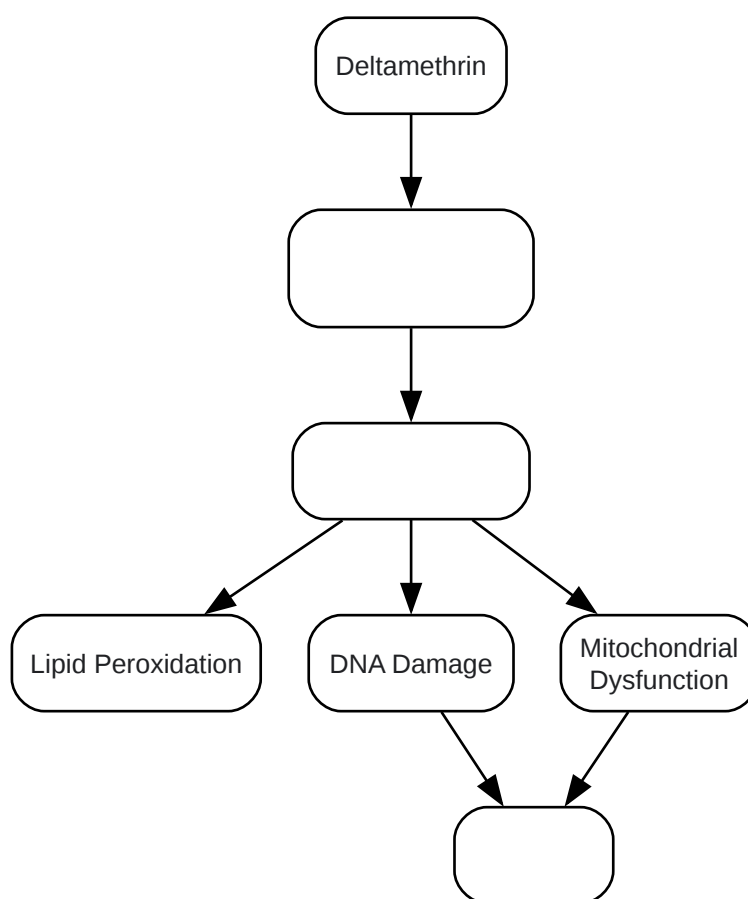 Deltamethrin
Lipid Peroxidation
DNA Damage
Mitochondrial
Dysfunction